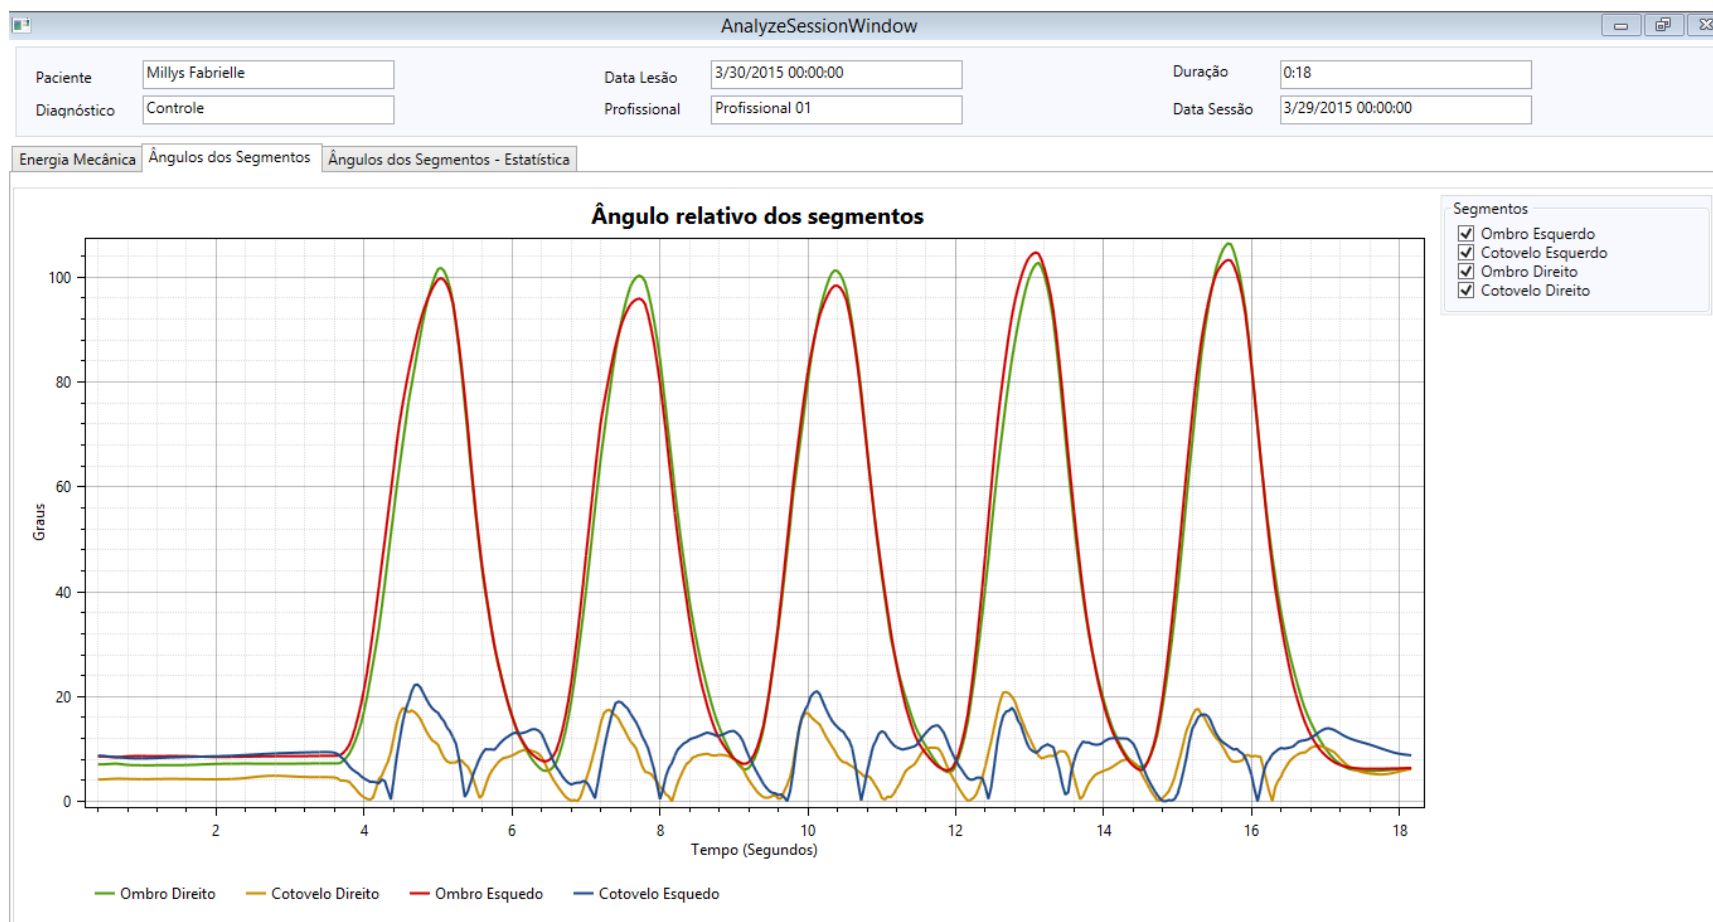 AnalyzeSessionWindow
Paciente Millys Fabrielle Data Lesão 3/30/2015 00:00:00 Duração 0:18
Diagnóstico Controle Profissional Profissional 01 Data Sessão 3/29/2015 00:00:00
Energia Mecânica Ângulos dos Segmentos Ângulos dos Segmentos - Estatística
Ângulo relativo dos segmentos
Segmentos
Ombro Esquerdo
Cotovelo Esquerdo
Ombro Direito
Cotovelo Direito
100
80
60
40
20
0
Graus
2 4 6 8 10 12 14 16 18
Tempo (Segundos)
Ombro Direito Cotovelo Direito Ombro Esquedo Cotovelo Esquedo